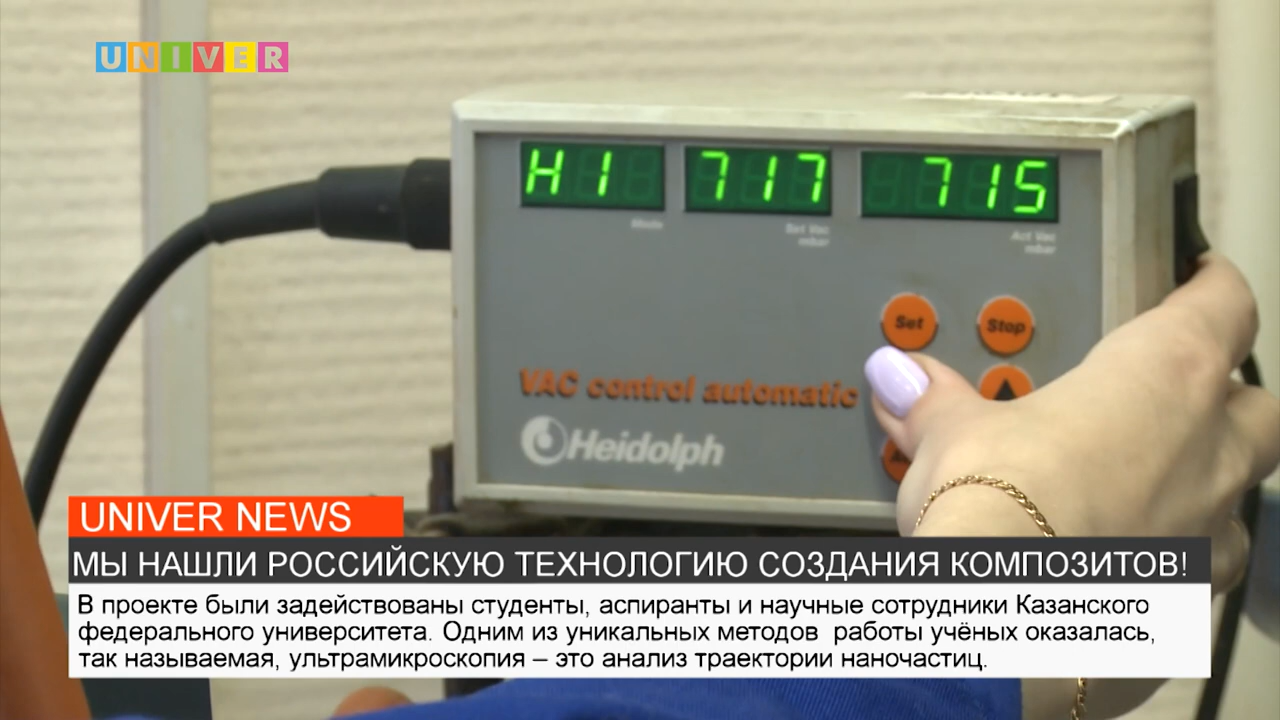 UNIVER
HI 717 715
Mode Set Vac Act Vac
mbar mbar
Set Stop
VAC control automatic
Heidolph
UNIVER NEWS
МЫ НАШЛИ РОССИЙСКУЮ ТЕХНОЛОГИЮ СОЗДАНИЯ КОМПОЗИТОВ!
В проекте были задействованы студенты, аспиранты и научные сотрудники Казанского
федерального университета. Одним из уникальных методов работы учёных оказалась,
так называемая, ультрамикроскопия – это анализ траектории наночастиц.